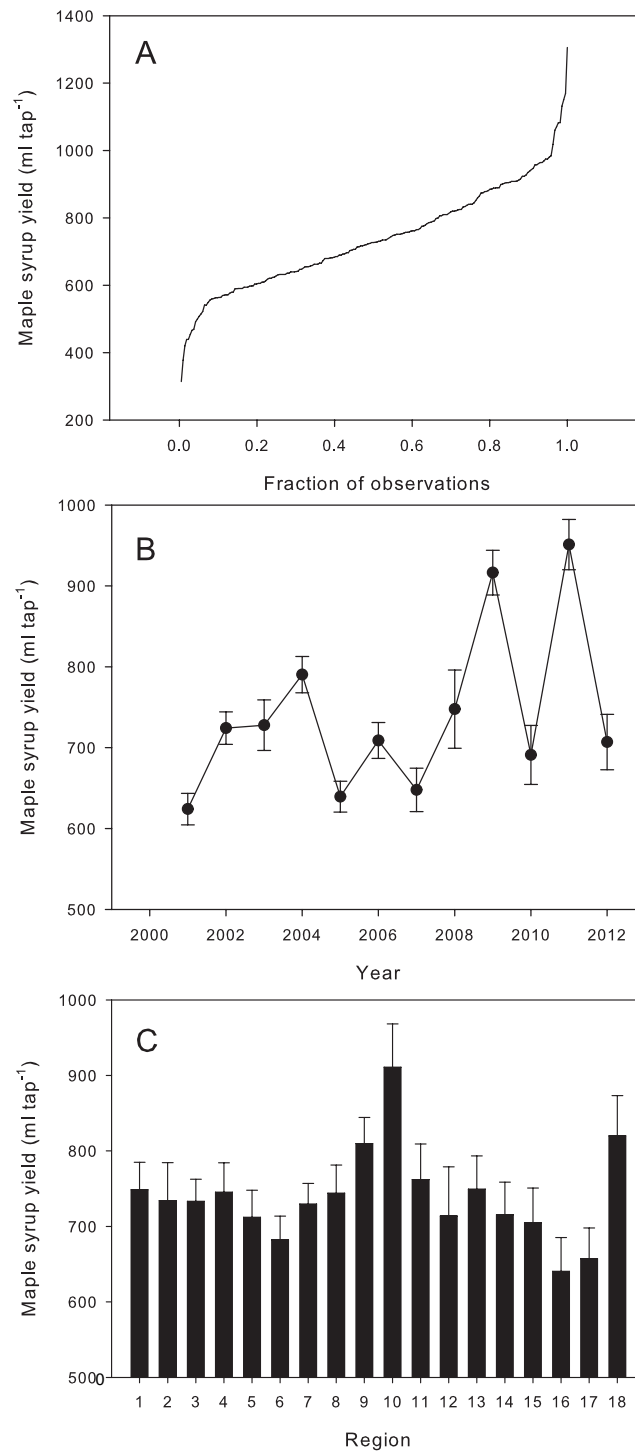 A
Maple syrup yield (ml tap-1)
1400
1200
1000
800
600
400
200
0.0 0.2 0.4 0.6 0.8 1.0
Fraction of observations
B
Maple syrup yield (ml tap-1)
1000
900
800
700
600
500
2000 2002 2004 2006 2008 2010 2012
Year
C
Maple syrup yield (ml tap-1)
1000
900
800
700
600
5000
1 2 3 4 5 6 7 8 9 10 11 12 13 14 15 16 17 18
Region